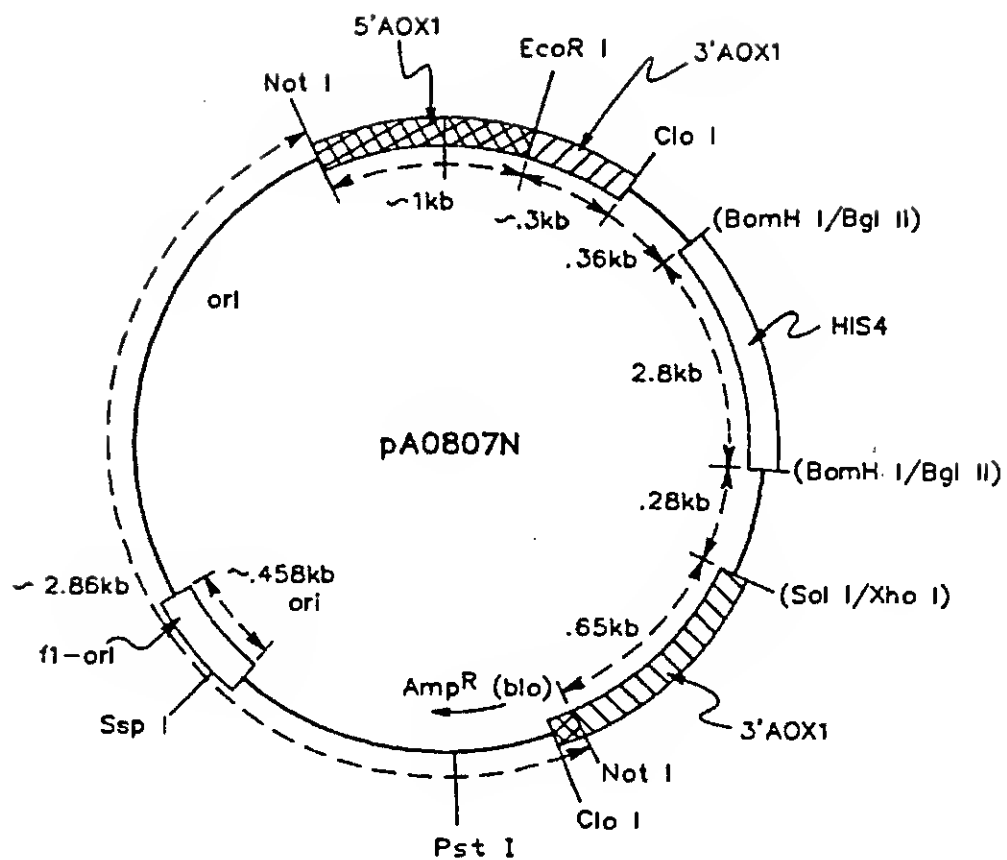 5'AOX1
EcoR I
3'AOX1
Not I
Clo I
~1kb
~.3kb
.36kb
(BomH I/Bgl II)
orI
HIS4
2.8kb
pA0807N
(BomH I/Bgl II)
.28kb
~.458kb
orI
~2.86kb
(Sol I/Xho I)
f1-orI
.65kb
AmpR (blo)
Ssp I
3'AOX1
Not I
Clo I
Pst I